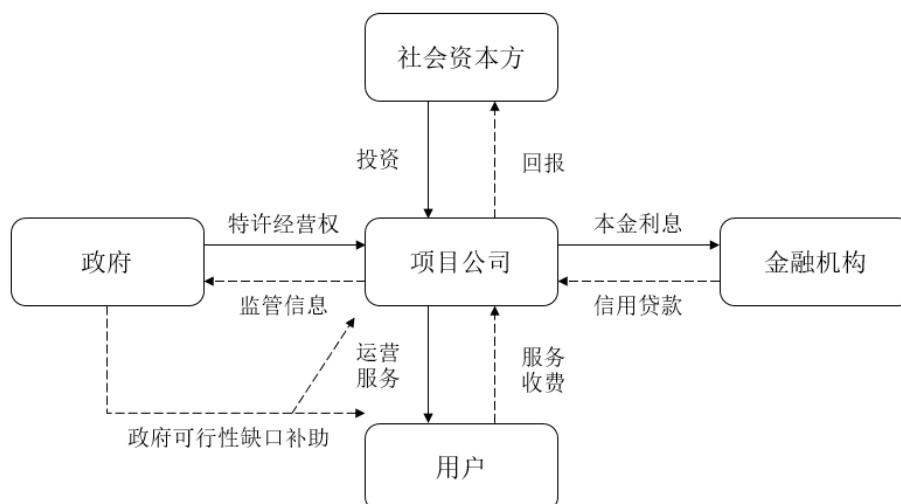 社会资本方
投资
回报
特许经营权
本金利息
政府
项目公司
金融机构
监管信息
信用贷款
运营
服务
服务
收费
政府可行性缺口补助
用户